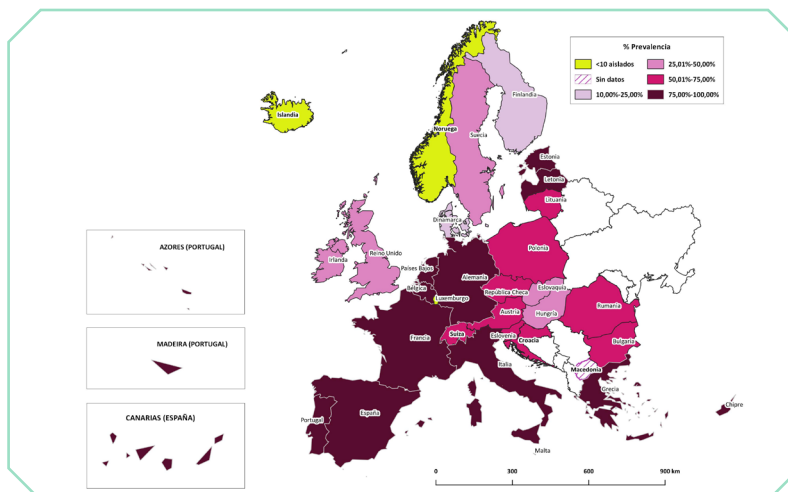 % Prevalencia
<10 aislados
25,01%-50,00%
Sin datos
50,01%-75,00%
10,00%-25,00%
75,00%-100,00%
Islandia
Noruega
Suecia
Finlandia
Estonia
Letonia
Lituania
Dinamarca
Irlanda
Reino Unido
Países Bajos
Bélgica
Luxemburgo
Alemania
Polonia
República Checa
Eslovaquia
Austria
Hungría
Rumanía
Suiza
Eslovenia
Croacia
Bulgaria
Francia
Italia
Macedonia
Grecia
Portugal
España
Malta
Chipre
AZORES (PORTUGAL)
MADEIRA (PORTUGAL)
CANARIAS (ESPAÑA)
0 300 600 900 km